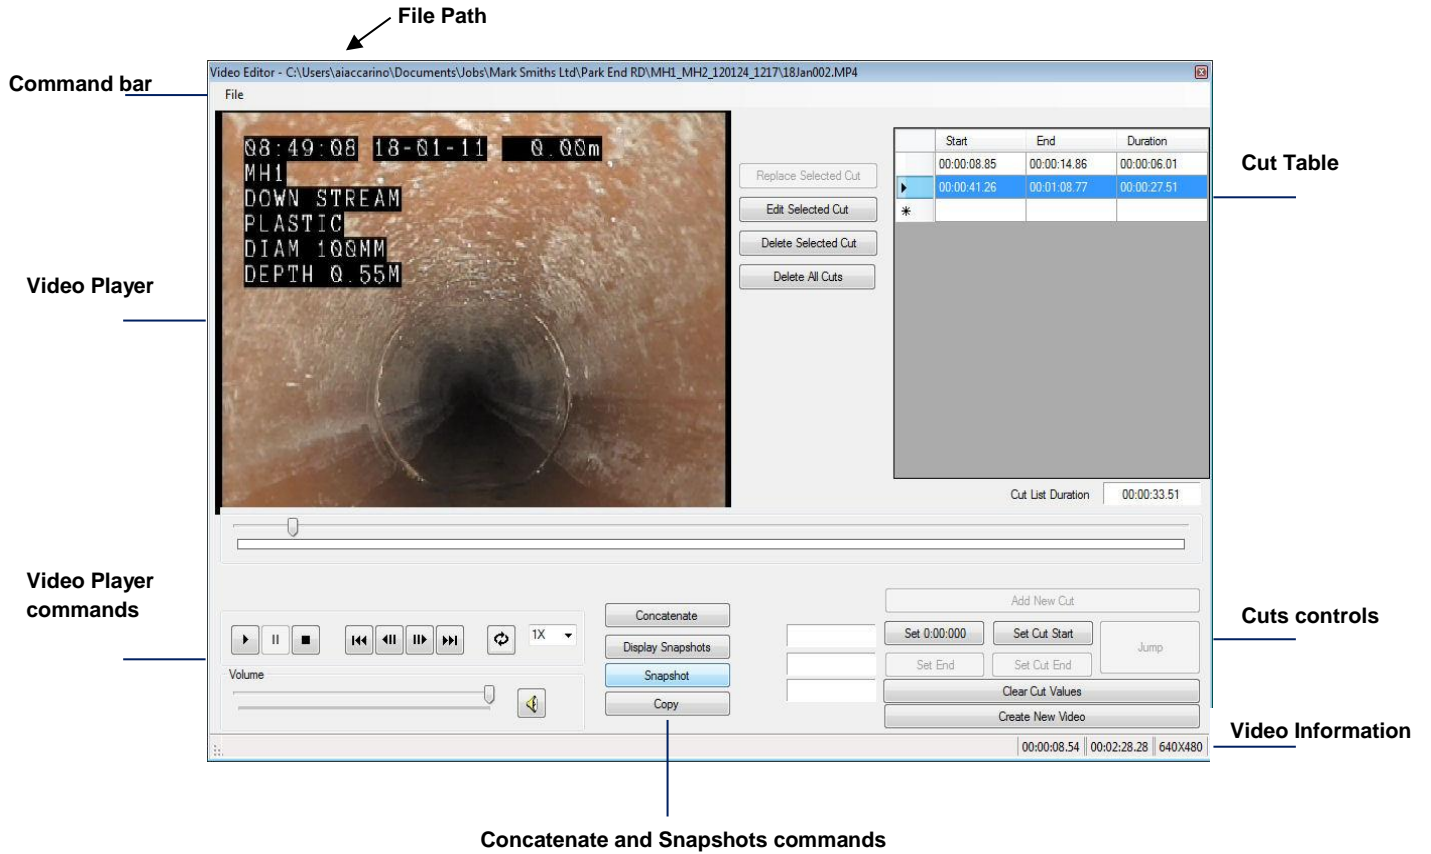 File Path
Command bar
Video Editor - C:\Users\aiaccarino\Documents\Jobs\Mark Smiths Ltd\Park End RD\MH1_MH2_120124_1217\18Jan002.MP4
File
08:49:08 18-01-11 0.00m
MH1
DOWN STREAM
PLASTIC
DIAM 100MM
DEPTH 0.55M
Replace Selected Cut
Edit Selected Cut
Delete Selected Cut
Delete All Cuts
Start End Duration
00:00:08.85 00:00:14.86 00:00:06.01
00:00:41.26 00:01:08.77 00:00:27.51
Cut List Duration 00:00:33.51
Cut Table
Video Player
Video Player
commands
1X
Volume
Concatenate
Display Snapshots
Snapshot
Copy
Add New Cut
Set 0:00:000 Set Cut Start Jump
Set End Set Cut End
Clear Cut Values
Create New Video
Cuts controls
00:00:08.54 00:02:28.28 640X480
Video Information
Concatenate and Snapshots commands